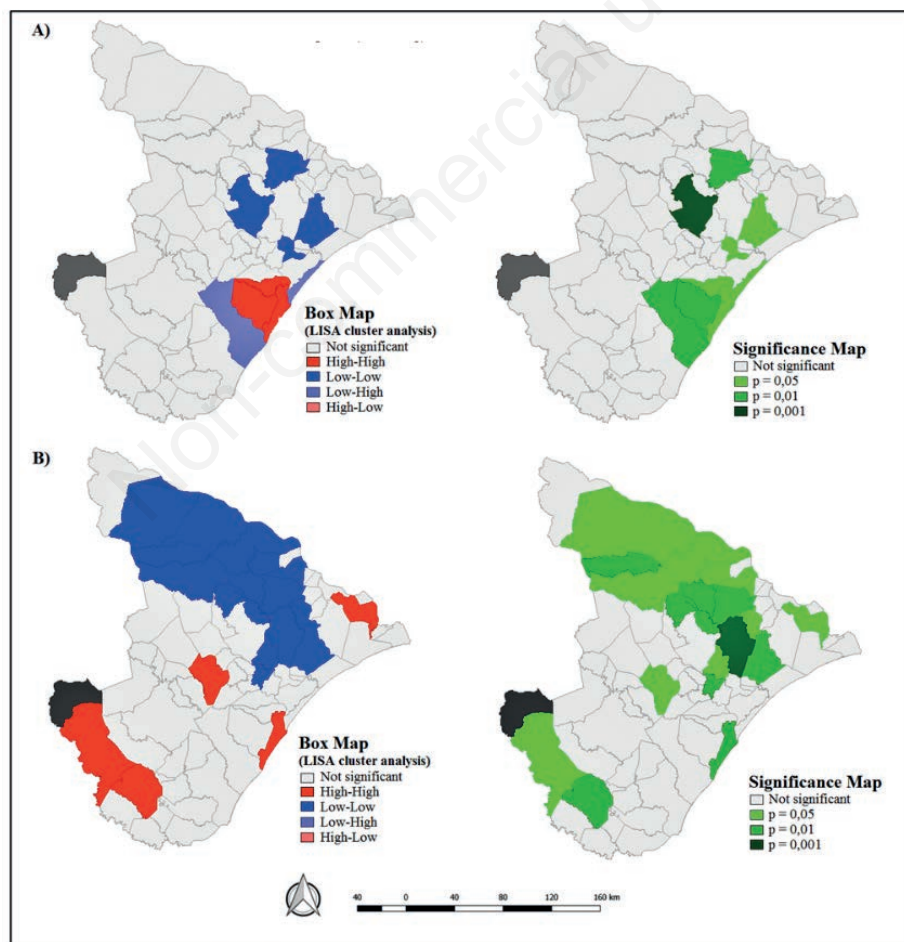 Non-commercial u
A)
Box Map
(LISA cluster analysis)
Not significant
High-High
Low-Low
Low-High
High-Low
Significance Map
Not significant
p = 0,05
p = 0,01
p = 0,001
B)
Box Map
(LISA cluster analysis)
Not significant
High-High
Low-Low
Low-High
High-Low
Significance Map
Not significant
p = 0,05
p = 0,01
p = 0,001
40 0 40 80 120 160 km